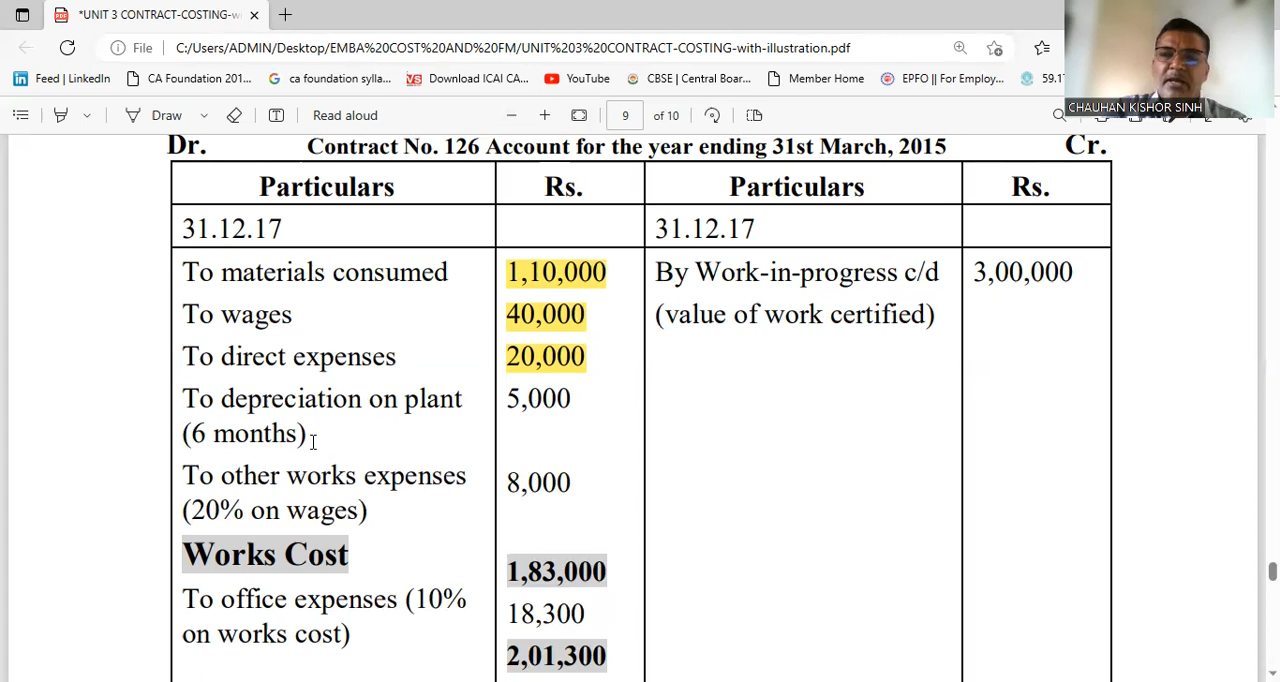 *UNIT 3 CONTRACT-COSTING-w
File
C:/Users/ADMIN/Desktop/EMBA%20COST%20AND%20FM/UNIT%203%20CONTRACT-COSTING-with-illustration.pdf
Feed | LinkedIn
CA Foundation 201...
ca foundation sylla...
Download ICAI CA...
YouTube
CBSE | Central Boar...
Member Home
EPFO || For Employ...
59.1
CHAUHAN KISHOR SINH
Draw
Read aloud
9
of 10
Dr. Contract No. 126 Account for the year ending 31st March, 2015 Cr.
Particulars Rs. Particulars Rs.
31.12.17 31.12.17
To materials consumed 1,10,000 By Work-in-progress c/d 3,00,000
To wages 40,000 (value of work certified)
To direct expenses 20,000
To depreciation on plant 5,000
(6 months)
To other works expenses 8,000
(20% on wages)
Works Cost 1,83,000
To office expenses (10% 18,300
on works cost) 2,01,300